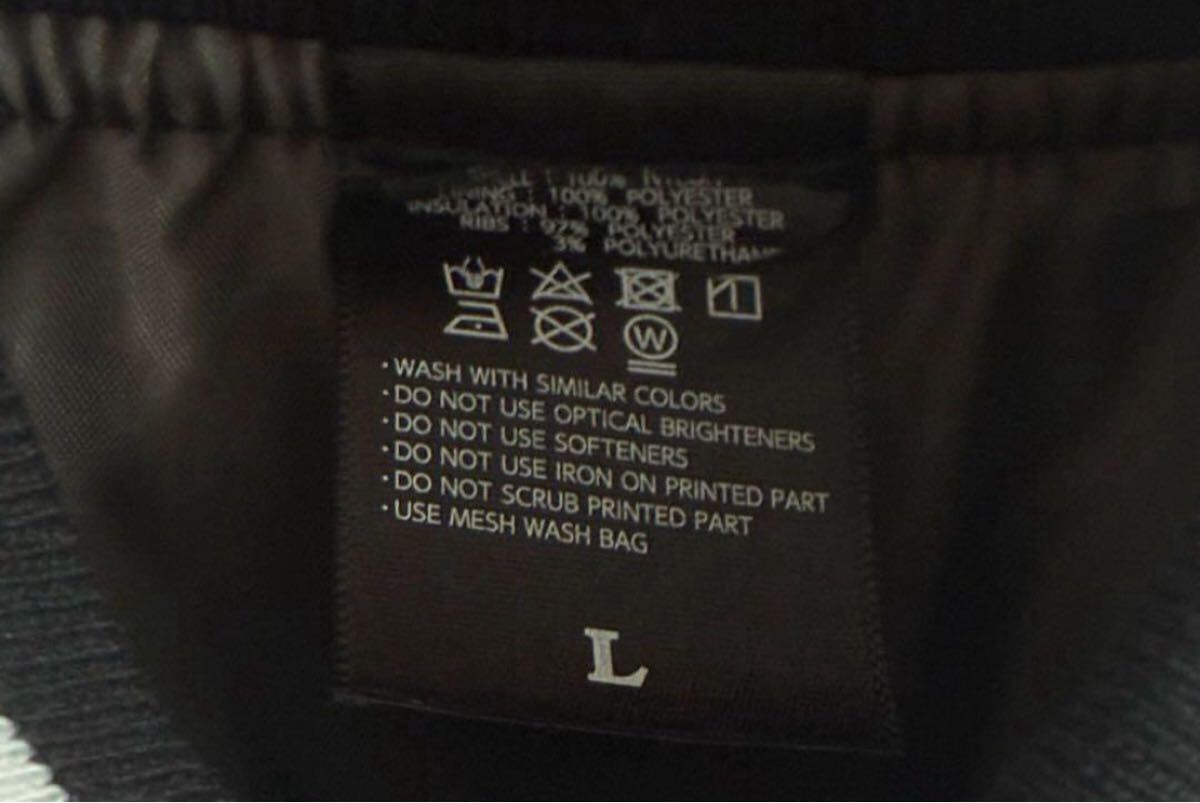 : 100%
LINING : 100% POLYESTER
INSULATION : 100% POLYESTER
RIBS : 97% POLYESTER
3% POLYURETHANE
W
・WASH WITH SIMILAR COLORS
・DO NOT USE OPTICAL BRIGHTENERS
・DO NOT USE SOFTENERS
・DO NOT USE IRON ON PRINTED PART
・DO NOT SCRUB PRINTED PART
・USE MESH WASH BAG
L